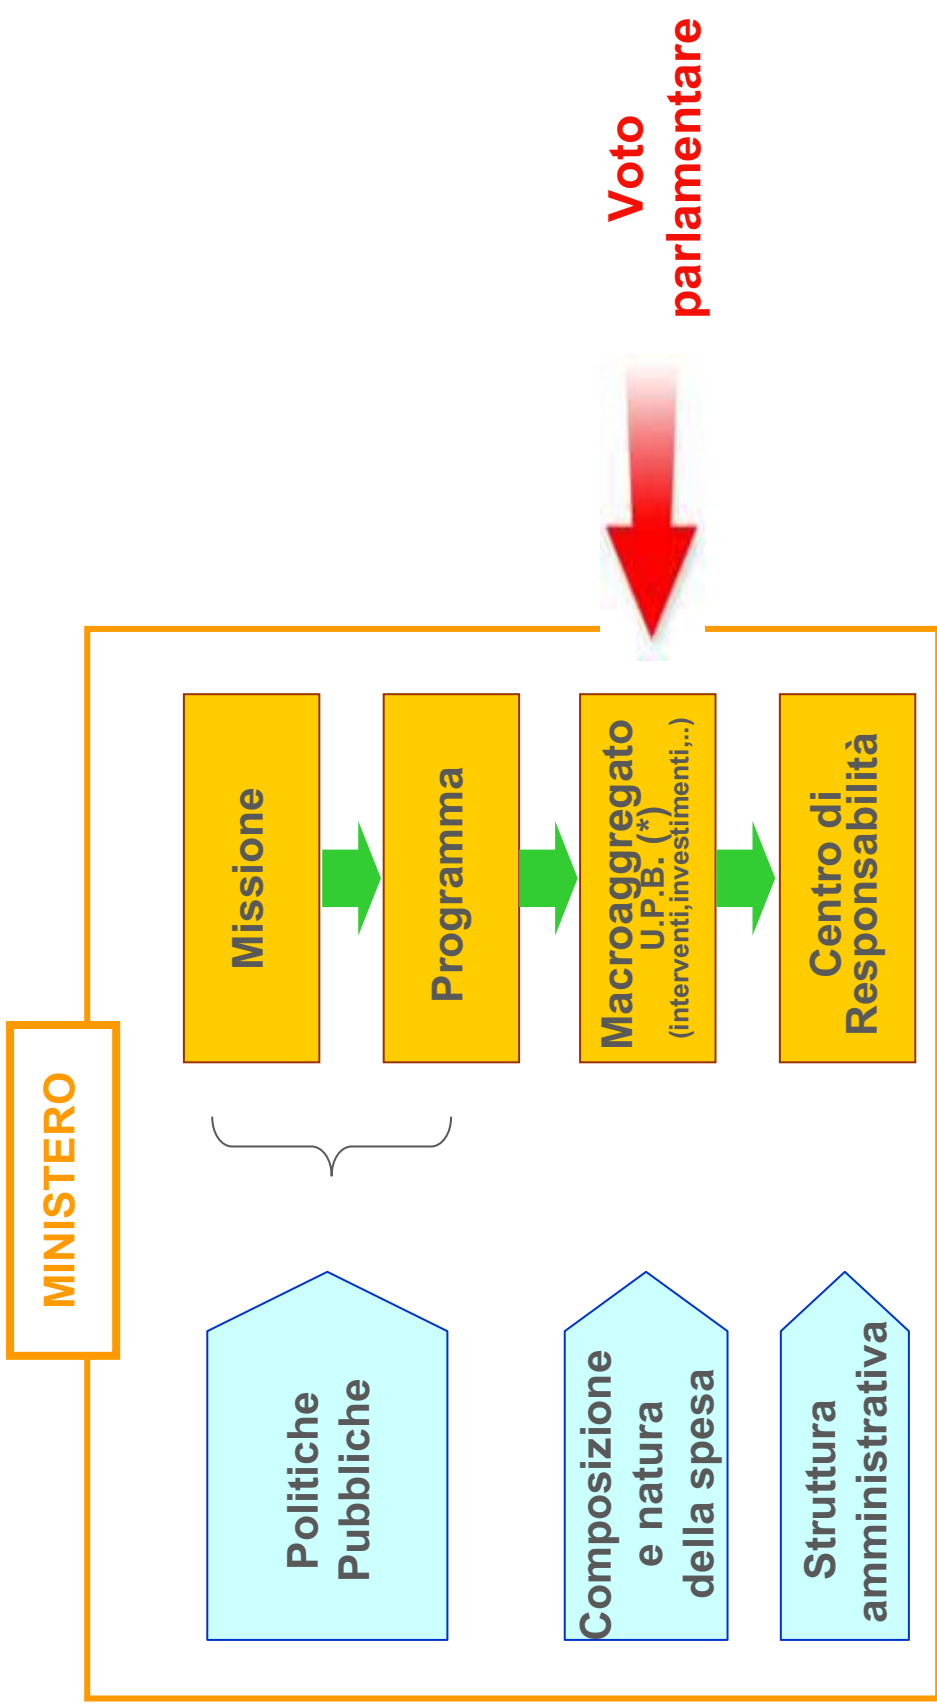 MINISTERO
Politiche
Pubbliche
Missione
Programma
Composizione
e natura
della spesa
Macroaggregato
U.P.B. (*)
(interventi,investimenti,..)
Voto
parlamentare
Struttura
amministrativa
Centro di
Responsabilità